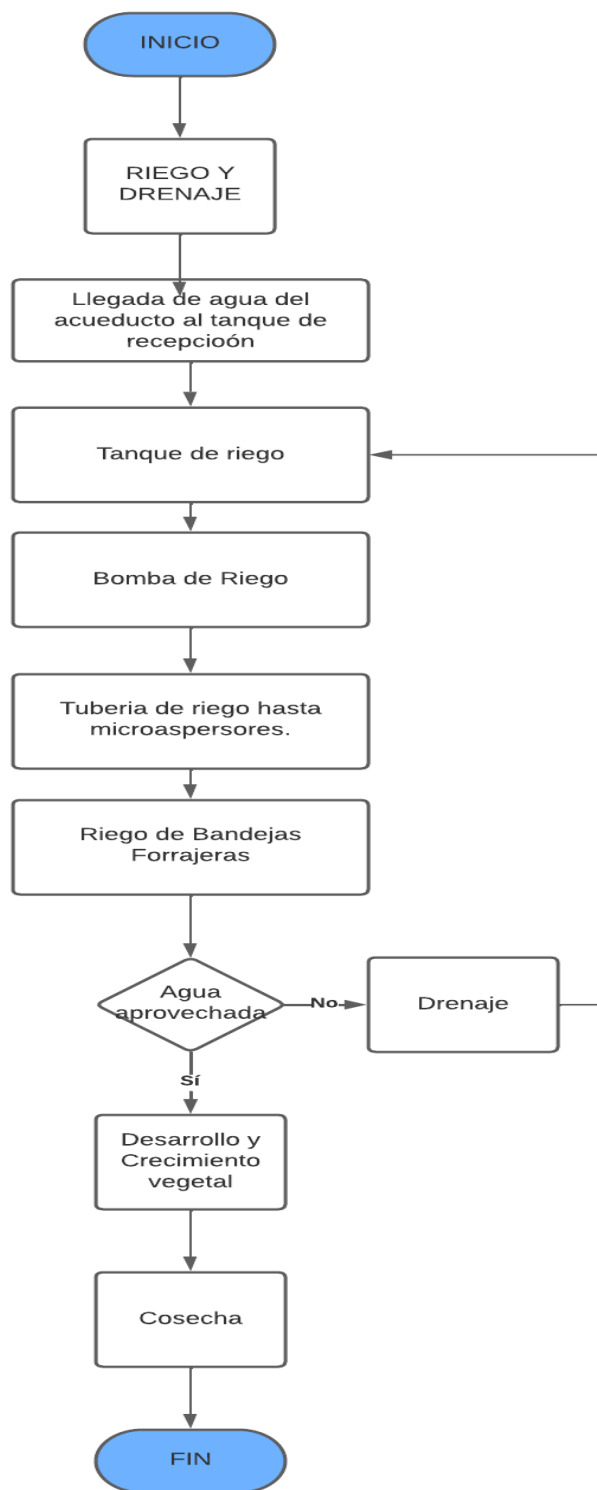 INICIO
RIEGO Y
DRENAJE
Llegada de agua del
acueducto al tanque de
recepcioón
Tanque de riego
Bomba de Riego
Tuberia de riego hasta
microaspersores.
Riego de Bandejas
Forrajeras
Agua
aprovechada
No
Drenaje
Sí
Desarrollo y
Crecimiento
vegetal
Cosecha
FIN